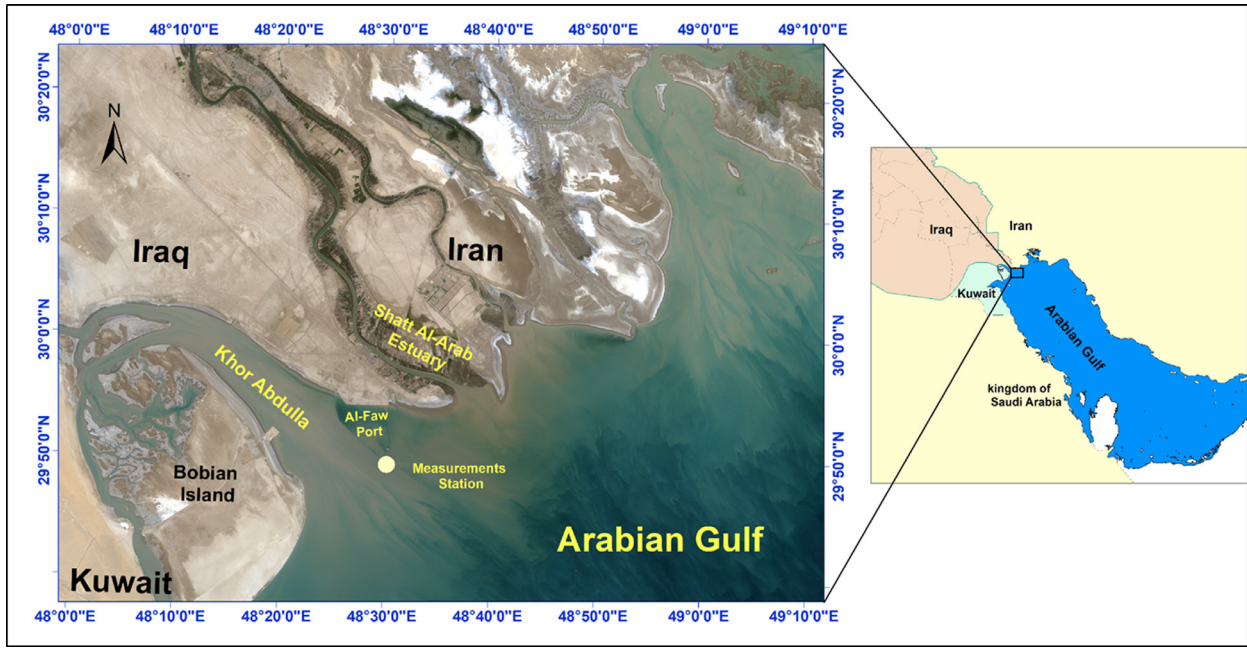 48°0'0"E 48°10'0"E 48°20'0"E 48°30'0"E 48°40'0"E 48°50'0"E 49°0'0"E 49°10'0"E
30°20'0"N
30°10'0"N
30°0'0"N
29°50'0"N
N
Iraq
Iran
Shatt Al-Arab
Estuary
Khor Abdulla
Al-Faw
Port
Measurements
Station
Bobian
Island
Arabian Gulf
Kuwait
30°20'0"N
30°10'0"N
30°0'0"N
29°50'0"N
48°0'0"E 48°10'0"E 48°20'0"E 48°30'0"E 48°40'0"E 48°50'0"E 49°0'0"E 49°10'0"E
Iraq
Iran
Kuwait
Arabian Gulf
kingdom of
Saudi Arabia